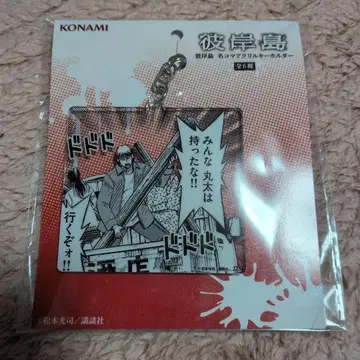 KONAMI
彼岸島
彼岸島 名コマアクリルキーホルダー
全6種
みんな 丸太は
持ったな!!
ドドド
ドドド
行くぞォ!!
酒店
松本光司/講談社